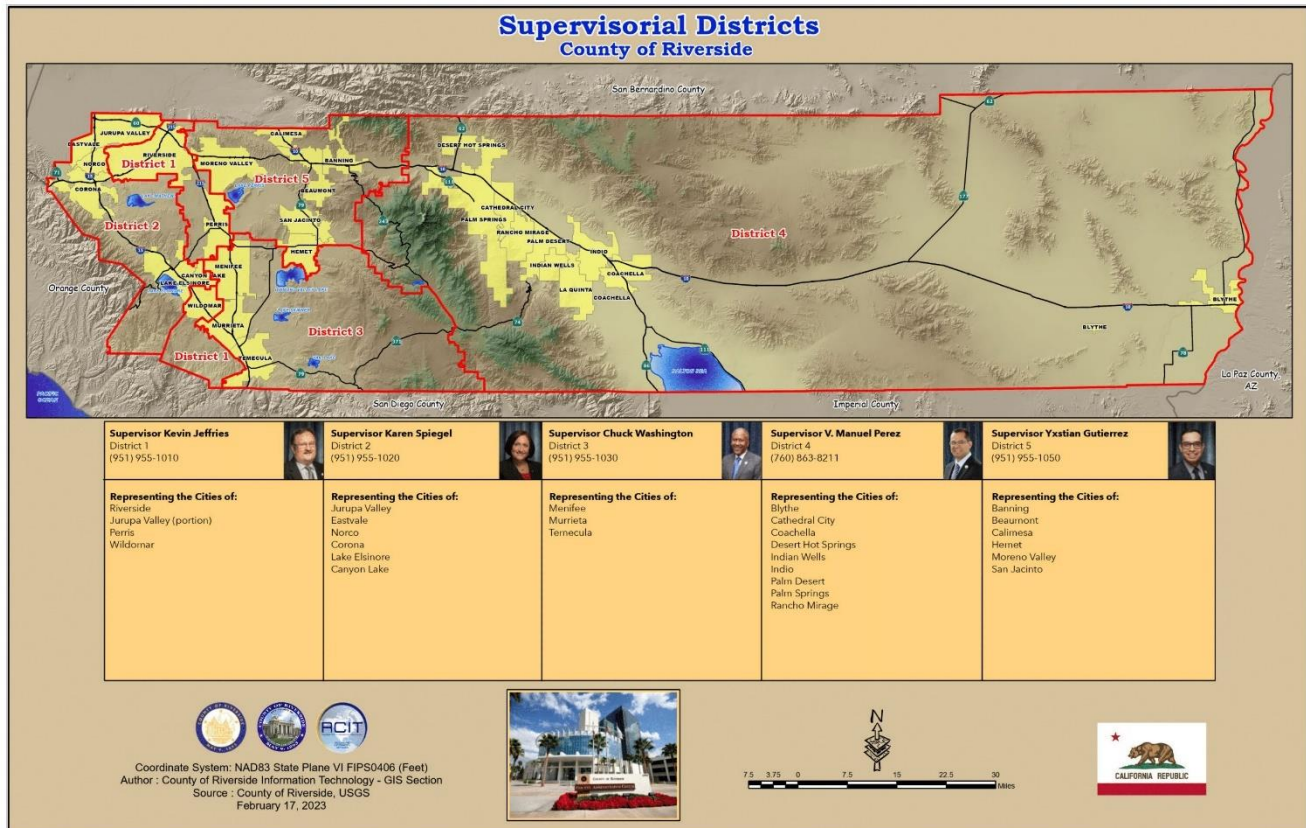 Supervisorial Districts
County of Riverside
San Bernardino County
Orange County
San Diego County
Imperial County
La Paz County
AZ
PACIFIC
OCEAN
JURUPA VALLEY
EASTVALE
NORCO
RIVERSIDE
District 1
CORONA
District 2
MORENO VALLEY
CALIMESA
District 5
BANNING
BEAUMONT
SAN JACINTO
PERRIS
HEMET
MENIFEE
CANYON LAKE
LAKE ELSINORE
WILDOMAR
MURRIETA
District 3
District 1
TEMECULA
DESERT HOT SPRINGS
CATHEDRAL CITY
PALM SPRINGS
RANCHO MIRAGE
PALM DESERT
INDIO
INDIAN WELLS
COACHELLA
LA QUINTA
COACHELLA
SALTON SEA
District 4
BLYTHE
BLYTHE
Supervisor Kevin Jeffries
District 1
(951) 955-1010
Representing the Cities of:
Riverside
Jurupa Valley (portion)
Perris
Wildomar
Supervisor Karen Spiegel
District 2
(951) 955-1020
Representing the Cities of:
Jurupa Valley
Eastvale
Norco
Corona
Lake Elsinore
Canyon Lake
Supervisor Chuck Washington
District 3
(951) 955-1030
Representing the Cities of:
Menifee
Murrieta
Temecula
Supervisor V. Manuel Perez
District 4
(760) 863-8211
Representing the Cities of:
Blythe
Cathedral City
Coachella
Desert Hot Springs
Indian Wells
Indio
Palm Desert
Palm Springs
Rancho Mirage
Supervisor Yxstian Gutierrez
District 5
(951) 955-1050
Representing the Cities of:
Banning
Beaumont
Calimesa
Hemet
Moreno Valley
San Jacinto
RCIT
Coordinate System: NAD83 State Plane VI FIPS0406 (Feet)
Author : County of Riverside Information Technology - GIS Section
Source : County of Riverside, USGS
February 17, 2023
N
7.5 3.75 0 7.5 15 22.5 30
Miles
CALIFORNIA REPUBLIC